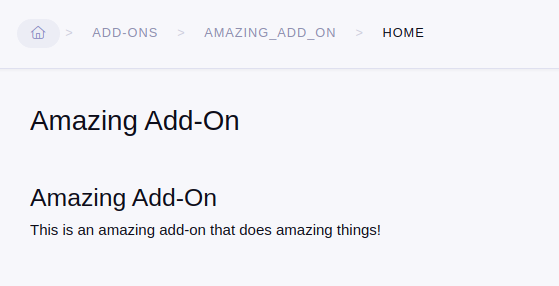 > ADD-ONS > AMAZING_ADD_ON > HOME
Amazing Add-On
Amazing Add-On
This is an amazing add-on that does amazing things!